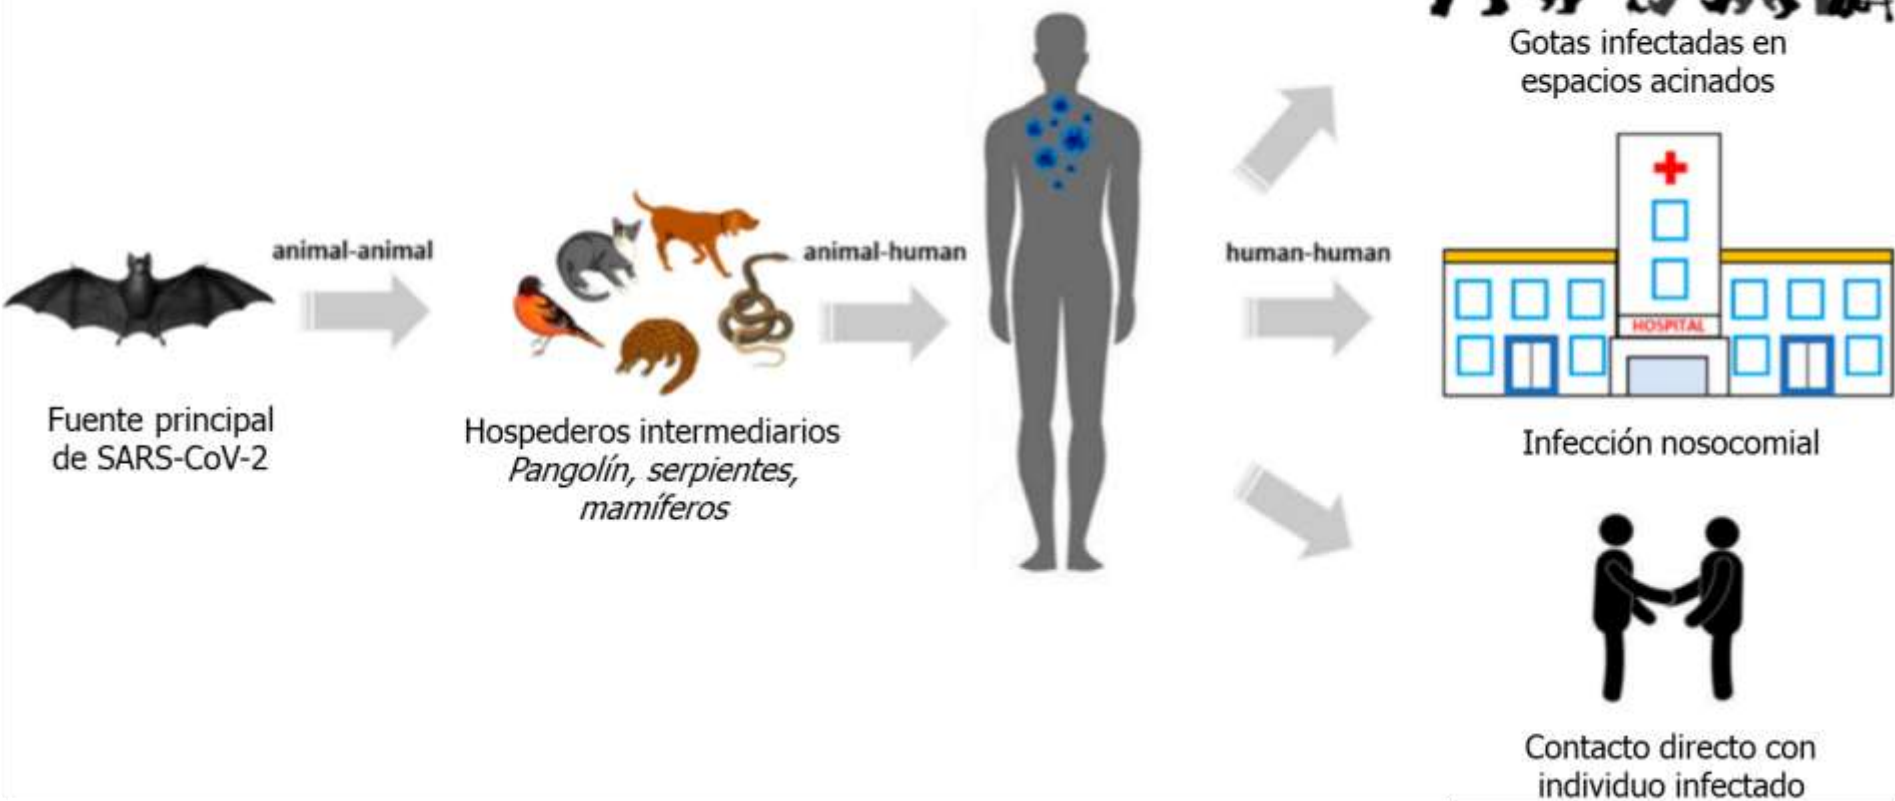 animal-animal
Fuente principal
de SARS-CoV-2
Hospederos intermediarios
Pangolín, serpientes,
mamíferos
animal-human
human-human
Gotas infectadas en
espacios acinados
HOSPITAL
Infección nosocomial
Contacto directo con
individuo infectado